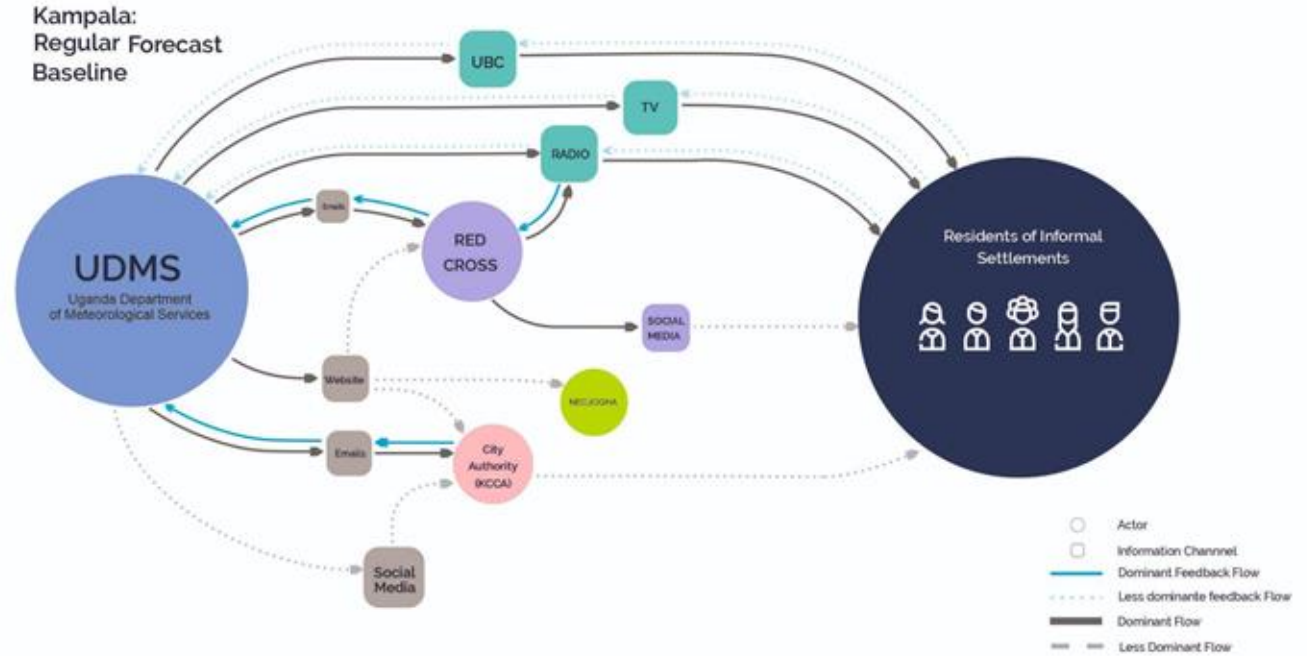 Kampala:
Regular Forecast
Baseline
UBC
TV
RADIO
Emails
RED
CROSS
UDMS
Uganda Department
of Meteorological Services
Residents of Informal
Settlements
SOCIAL
MEDIA
Website
NECJOGHA
Emails
City
Authority
(KCCA)
Social
Media
Actor
Information Channnel
Dominant Feedback Flow
Less dominante feedback Flow
Dominant Flow
Less Dominant Flow